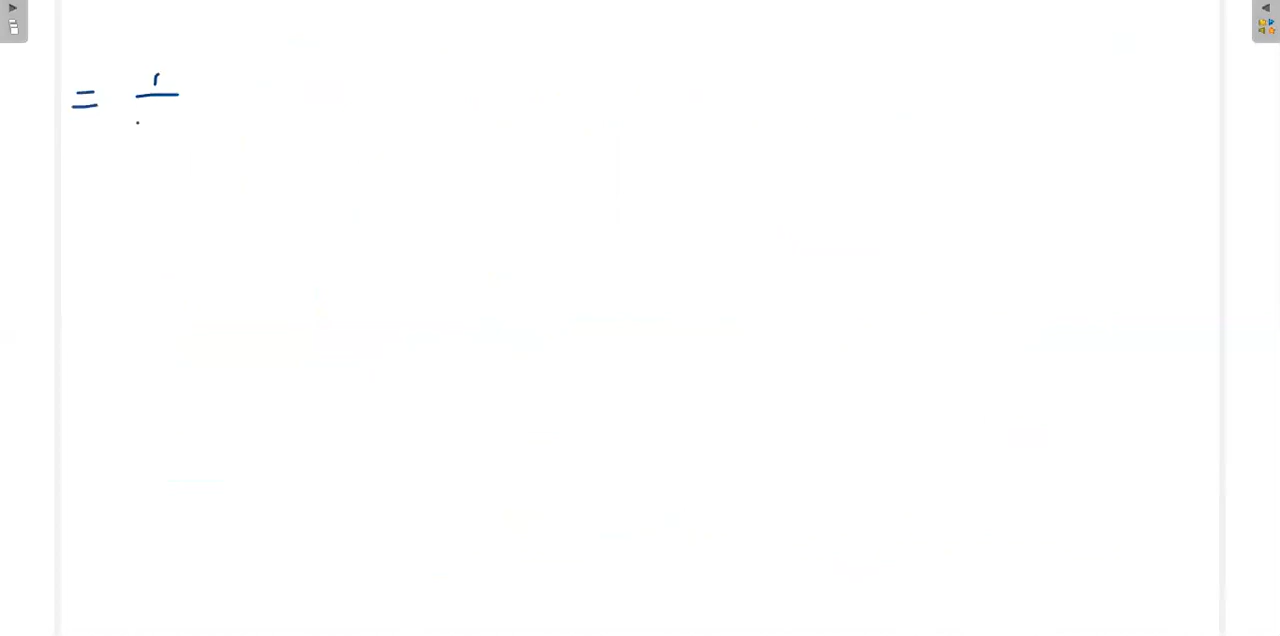 = 1/